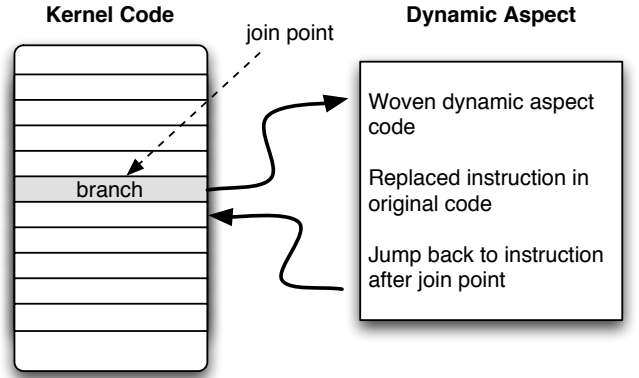 Kernel Code
Dynamic Aspect
join point
branch
Woven dynamic aspect
code
Replaced instruction in
original code
Jump back to instruction
after join point